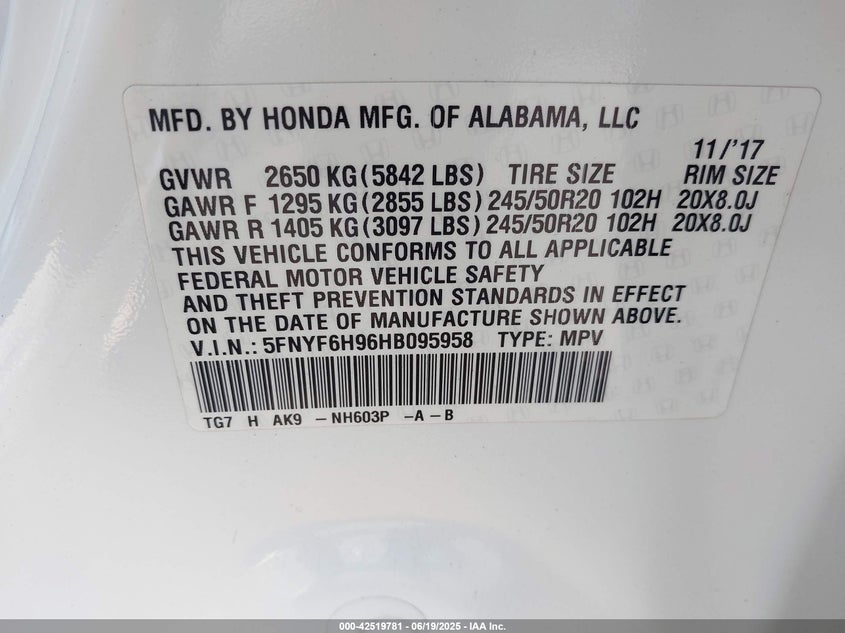 MFD. BY HONDA MFG. OF ALABAMA, LLC
11/'17
GVWR 2650 KG (5842 LBS) TIRE SIZE RIM SIZE
GAWR F 1295 KG (2855 LBS) 245/50R20 102H 20X8.0J
GAWR R 1405 KG (3097 LBS) 245/50R20 102H 20X8.0J
THIS VEHICLE CONFORMS TO ALL APPLICABLE
FEDERAL MOTOR VEHICLE SAFETY
AND THEFT PREVENTION STANDARDS IN EFFECT
ON THE DATE OF MANUFACTURE SHOWN ABOVE.
V.I.N.: 5FNYF6H96HB095958 TYPE: MPV
TG7 H AK9 – NH603P – A – B
000-42519781 - 06/19/2025 - IAA Inc.